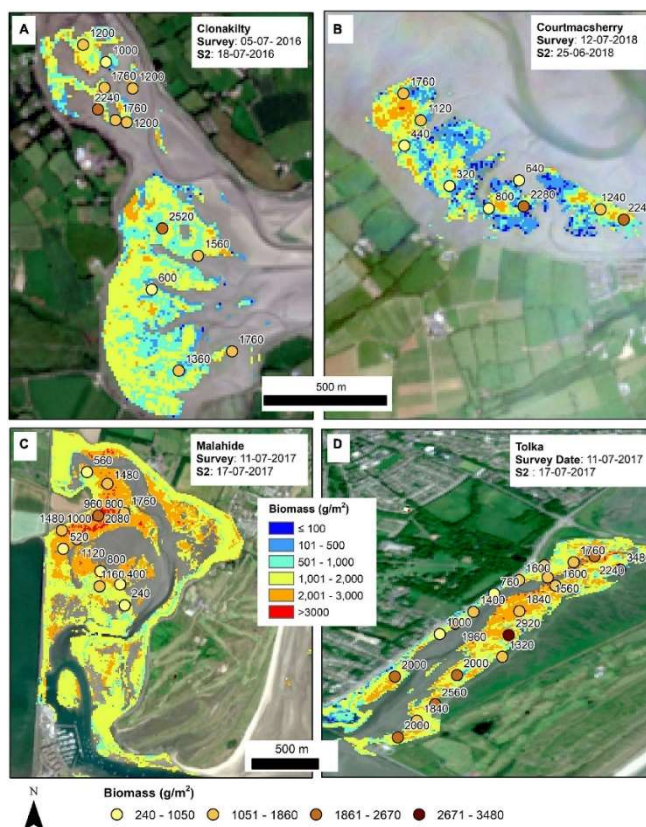 A
Clonakilty
Survey: 05-07- 2016
S2: 18-07-2016
1200
1000
1760
1200
2240
1760
1200
2520
1560
600
1760
1360
500 m
B
Courtmacsherry
Survey: 12-07-2018
S2: 25-06-2018
1760
1120
440
320
640
800
2280
1240
224
C
Malahide
Survey: 11-07-2017
S2: 17-07-2017
560
1480
1760
960 800
1480 1000 2080
520
1120
800
1160 400
240
500 m
Biomass (g/m²)
≤ 100
101 - 500
501 - 1,000
1,001 - 2,000
2,001 - 3,000
>3000
D
Tolka
Survey Date: 11-07-2017
S2 : 17-07-2017
1760
3480
1600
2240
760
1600
1560
1400
1840
1000
2920
1960
1320
2000
2000
2560
1840
2000
N
Biomass (g/m²)
240 - 1050
1051 - 1860
1861 - 2670
2671 - 3480